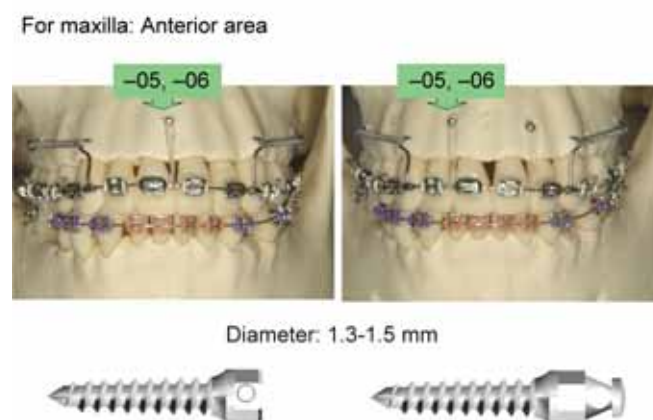 For maxilla: Anterior area
–05, –06
–05, –06
Diameter: 1.3-1.5 mm